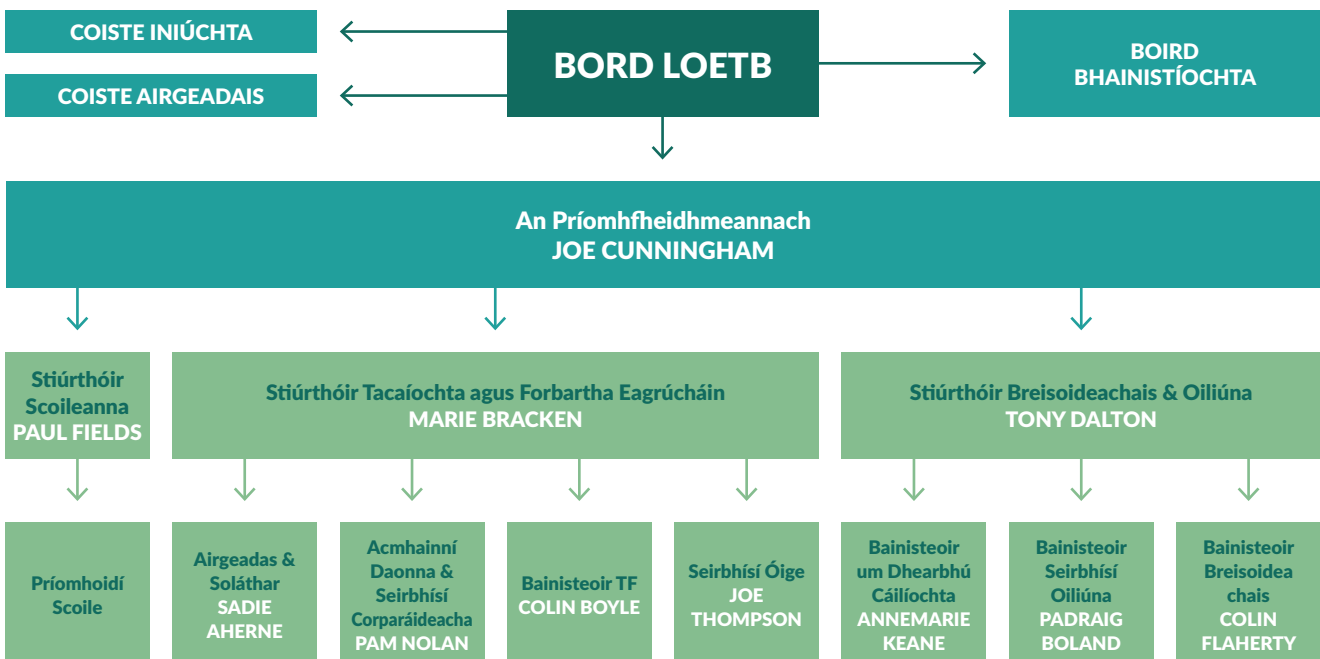 COISTE INIÚCHTA
COISTE AIRGEADAIS
BORD LOETB
BOIRD
BHAINISTÍOCHTA
An Príomhfheidhmeannach
JOE CUNNINGHAM
Stiúrthóir
Scoileanna
PAUL FIELDS
Stiúrthóir Tacaíochta agus Forbartha Eagrúcháin
MARIE BRACKEN
Stiúrthóir Breisoideachais & Oiliúna
TONY DALTON
Príomhoidí
Scoile
Airgeadas &
Soláthar
SADIE
AHERNE
Acmhainní
Daonna &
Seirbhísí
Corparáideacha
PAM NOLAN
Bainisteoir TF
COLIN BOYLE
Seirbhísí Óige
JOE
THOMPSON
Bainisteoir
um Dhearbhú
Cáilíochta
ANNEMARIE
KEANE
Bainisteoir
Seirbhísí
Oiliúna
PADRAIG
BOLAND
Bainisteoir
Breisoidea
chais
COLIN
FLAHERTY